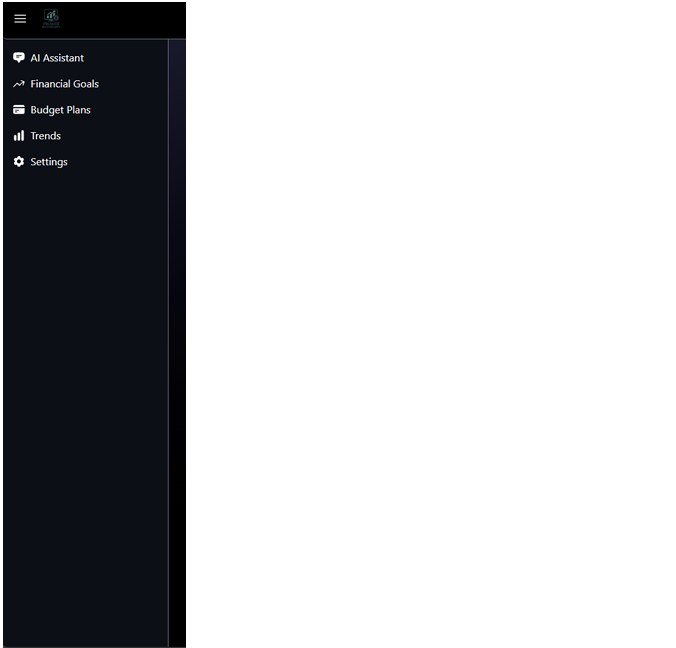 AI Assistant
Financial Goals
Budget Plans
Trends
Settings